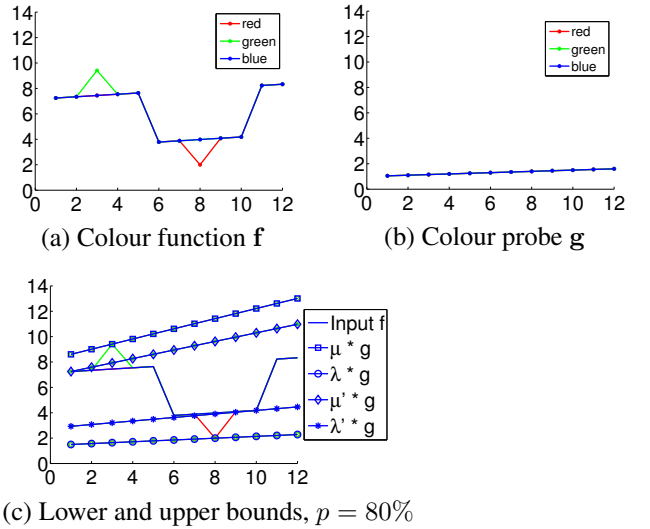 14
12
10
8
6
4
2
0
0 2 4 6 8 10 12
red
green
blue
(a) Colour function f
14
12
10
8
6
4
2
0
0 2 4 6 8 10 12
red
green
blue
(b) Colour probe g
14
12
10
8
6
4
2
0
0 2 4 6 8 10 12
Input f
μ * g
λ * g
μ' * g
λ' * g
(c) Lower and upper bounds, p = 80%